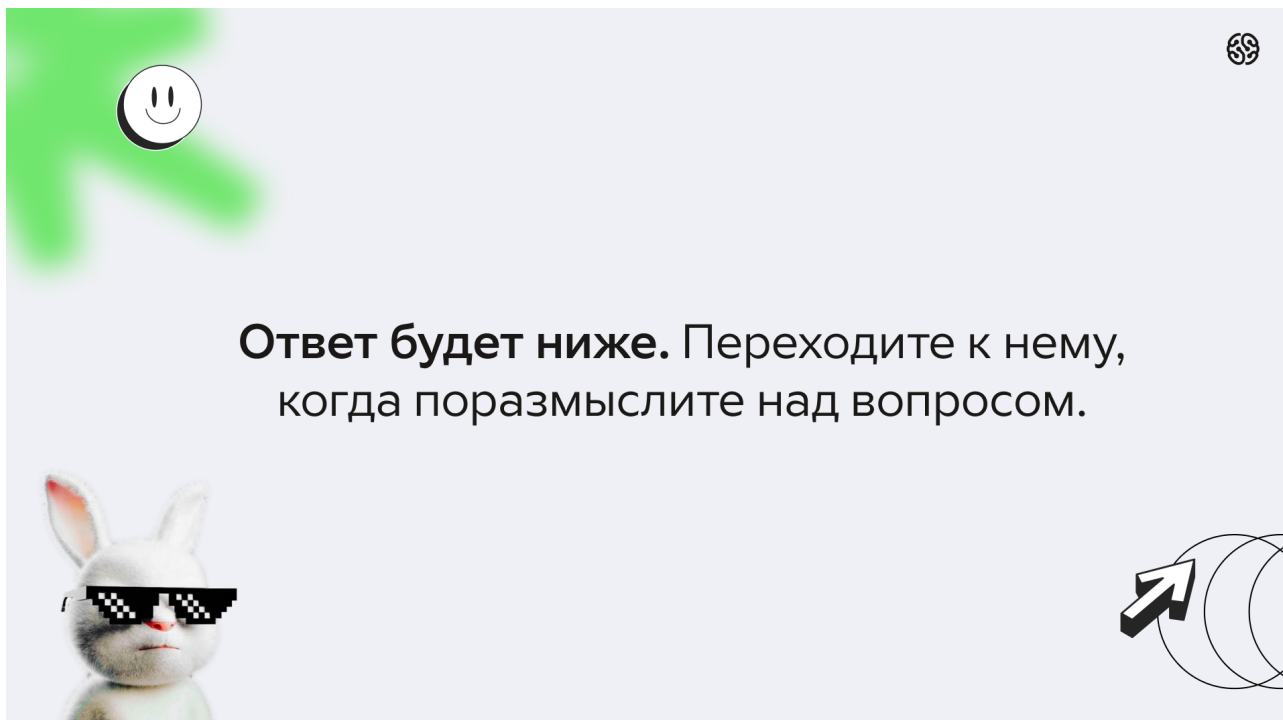 Ответ будет ниже. Переходите к нему,
когда поразмыслите над вопросом.